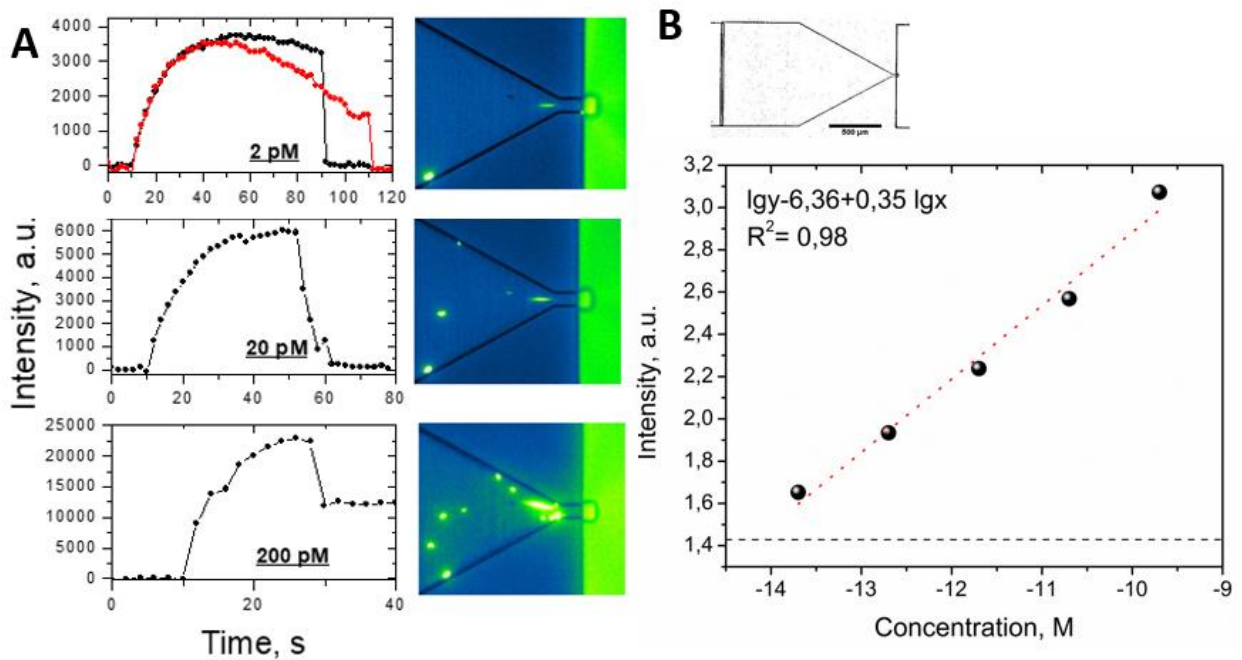 A
Intensity, a.u.
4000
3000
2000
1000
0
2 pM
0 20 40 60 80 100 120
6000
5000
4000
3000
2000
1000
0
20 pM
0 20 40 60 80
25000
20000
15000
10000
5000
0
200 pM
0 20 40
Time, s
B
500 µm
3,2
3,0
2,8
2,6
2,4
2,2
2,0
1,8
1,6
1,4
lgy-6,36+0,35 lgx
R²= 0,98
Intensity, a.u.
-14 -13 -12 -11 -10 -9
Concentration, M